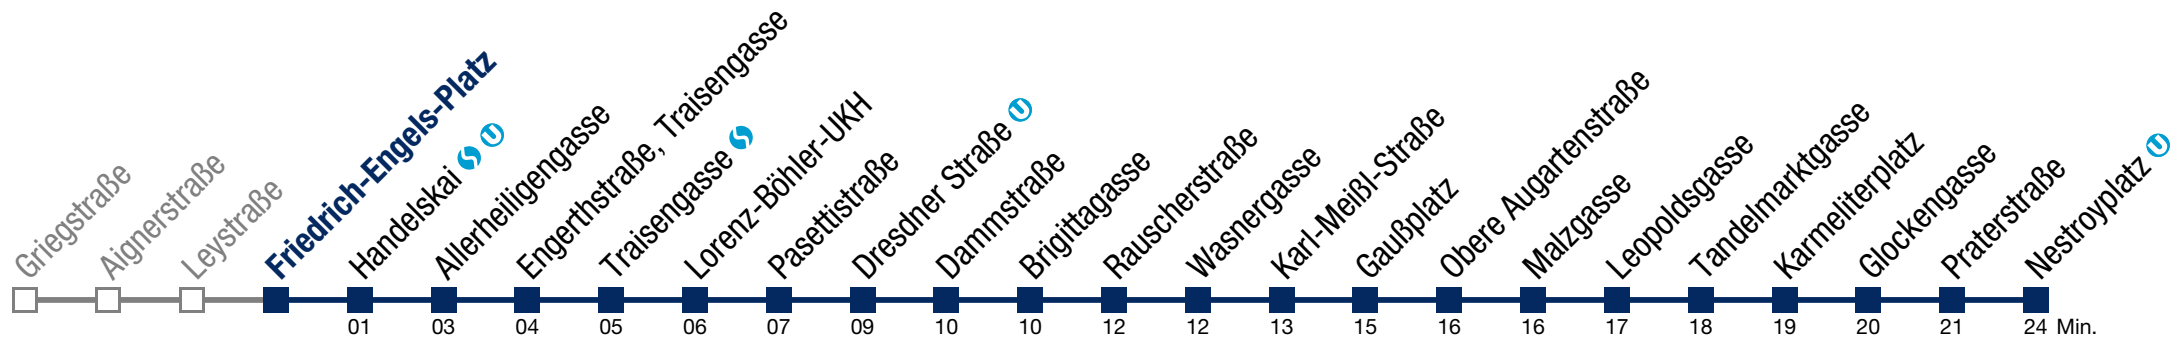 Griegstraße
Aignerstraße
Leystraße
Friedrich-Engels-Platz
Handelskai
Allerheiligengasse
Engerthstraße, Traisengasse
Traisengasse
Lorenz-Böhler-UKH
Pasettistraße
Dresdner Straße
Dammstraße
Brigittagasse
Rauscherstraße
Wasnergasse
Karl-Meißl-Straße
Gaußplatz
Obere Augartenstraße
Malzgasse
Leopoldsgasse
Tandelmarktgasse
Karmeliterplatz
Glockengasse
Praterstraße
Nestroyplatz
01 03 04 05 06 07 09 10 10 12 12 13 15 16 16 17 18 19 20 21 24 Min.